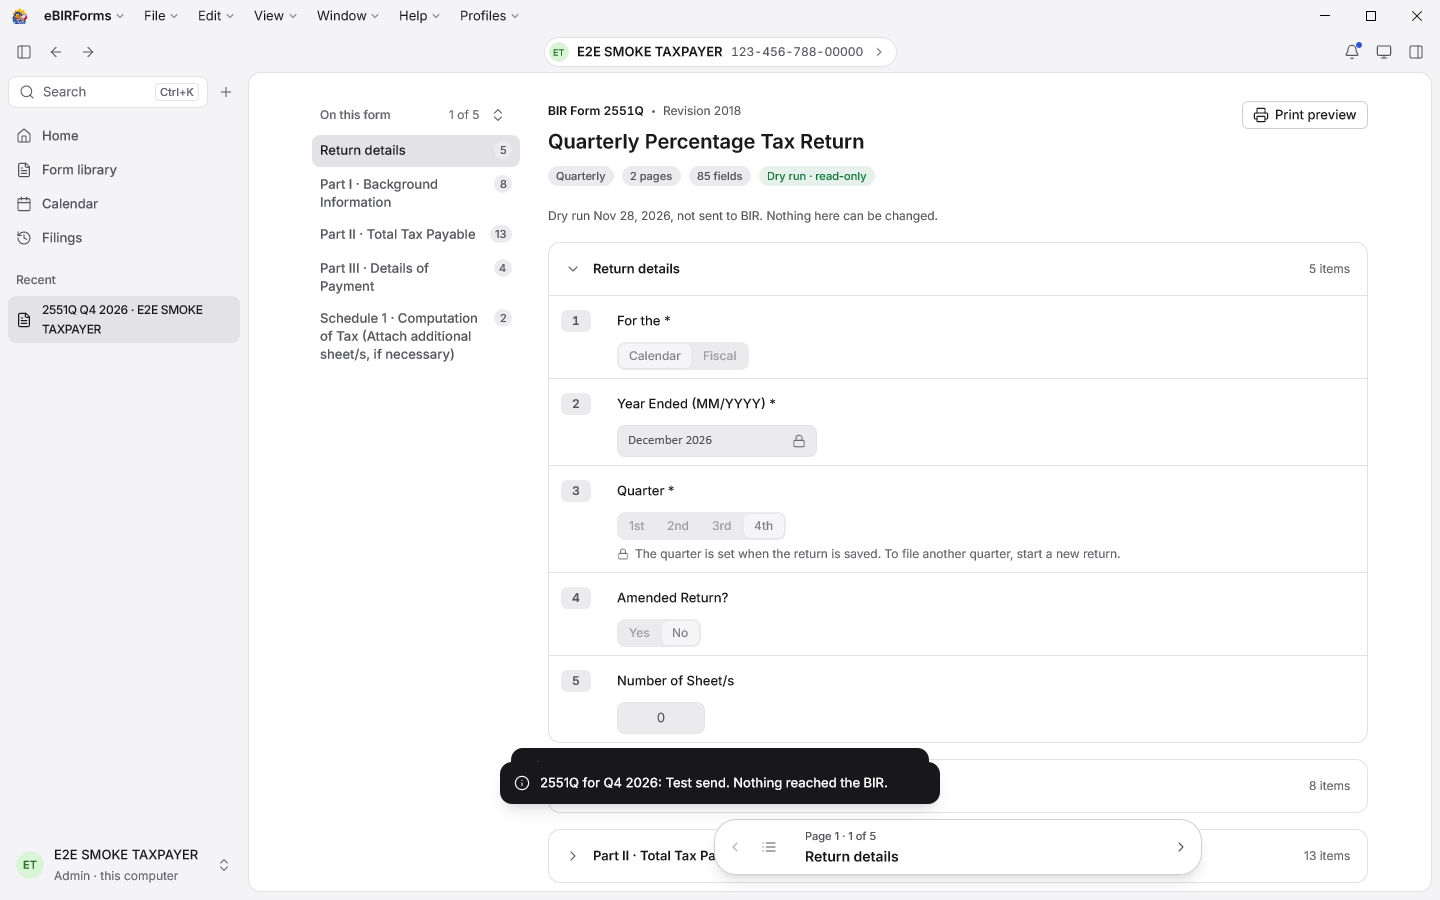 eBIRForms File Edit View Window Help Profiles
ET E2E SMOKE TAXPAYER 123-456-788-00000
Search Ctrl+K
Home
Form library
Calendar
Filings
Recent
2551Q Q4 2026 · E2E SMOKE
TAXPAYER
ET E2E SMOKE TAXPAYER
Admin · this computer
On this form 1 of 5
Return details 5
Part I · Background 8
Information
Part II · Total Tax Payable 13
Part III · Details of 4
Payment
Schedule 1 · Computation 2
of Tax (Attach additional
sheet/s, if necessary)
BIR Form 2551Q • Revision 2018
Print preview
Quarterly Percentage Tax Return
Quarterly 2 pages 85 fields Dry run · read-only
Dry run Nov 28, 2026, not sent to BIR. Nothing here can be changed.
Return details 5 items
1 For the *
Calendar Fiscal
2 Year Ended (MM/YYYY) *
December 2026
3 Quarter *
1st 2nd 3rd 4th
The quarter is set when the return is saved. To file another quarter, start a new return.
4 Amended Return?
Yes No
5 Number of Sheet/s
0
2551Q for Q4 2026: Test send. Nothing reached the BIR.
8 items
Part II · Total Tax Pa 13 items
Page 1 · 1 of 5
Return details